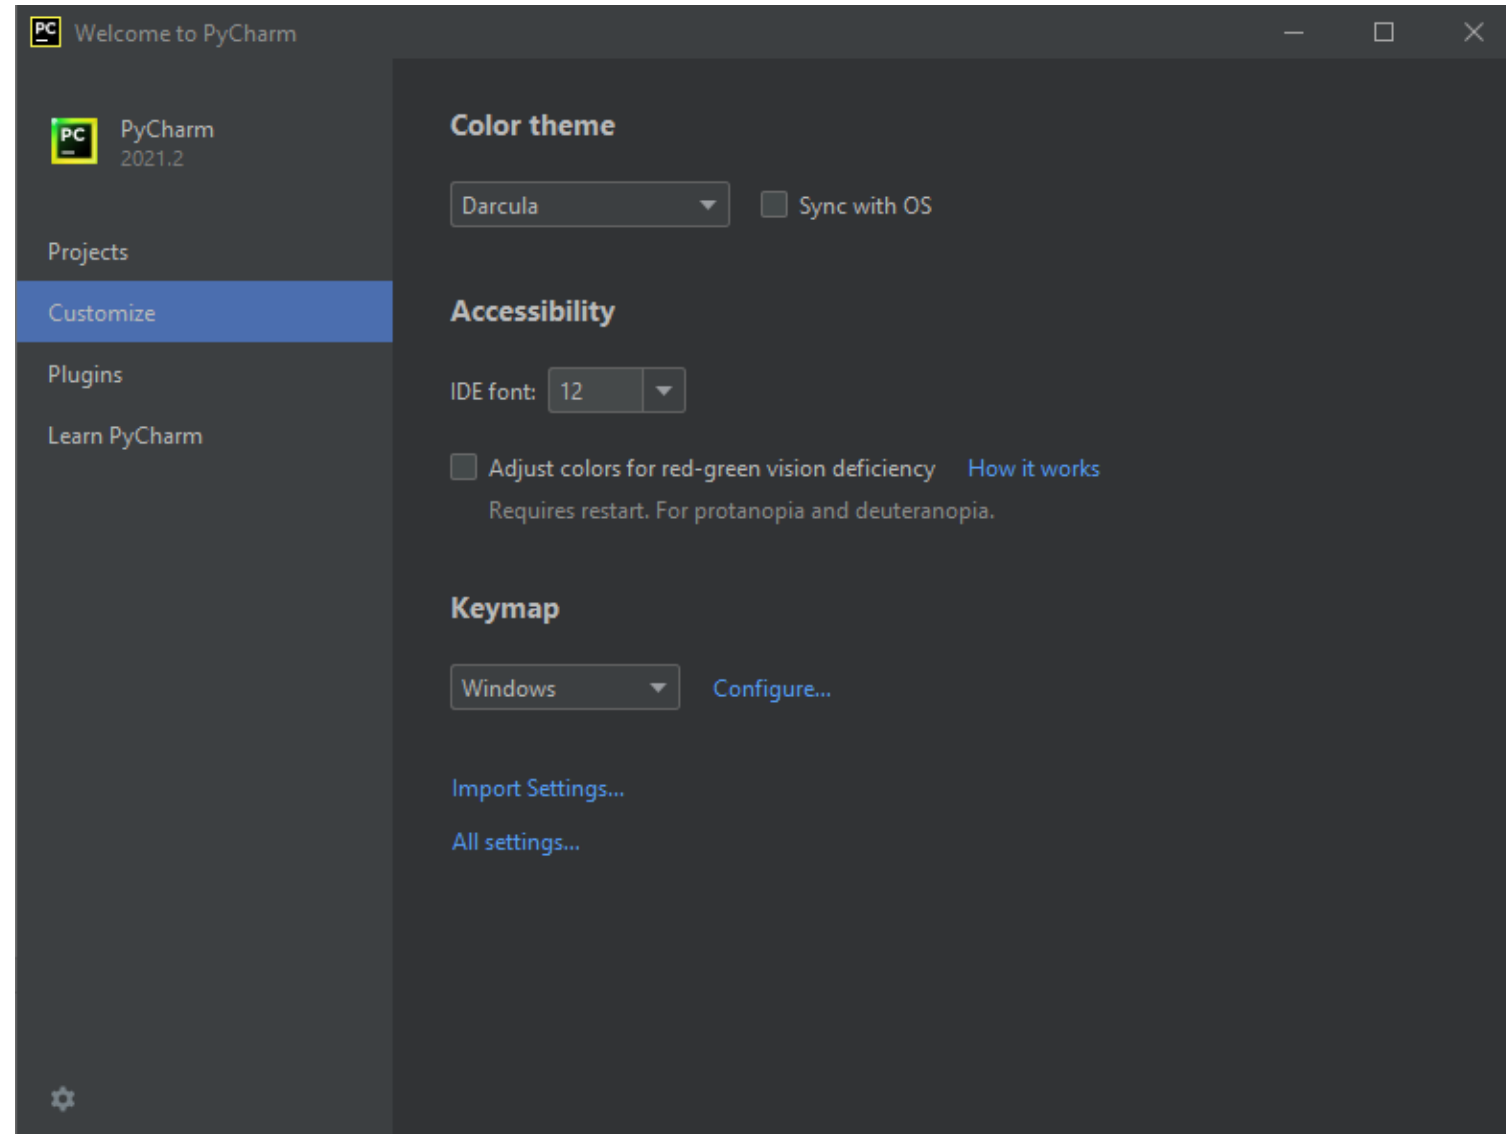 PC Welcome to PyCharm
PC PyCharm
2021.2
Projects
Customize
Plugins
Learn PyCharm
Color theme
Darcula Sync with OS
Accessibility
IDE font: 12
Adjust colors for red-green vision deficiency How it works
Requires restart. For protanopia and deuteranopia.
Keymap
Windows Configure...
Import Settings...
All settings...